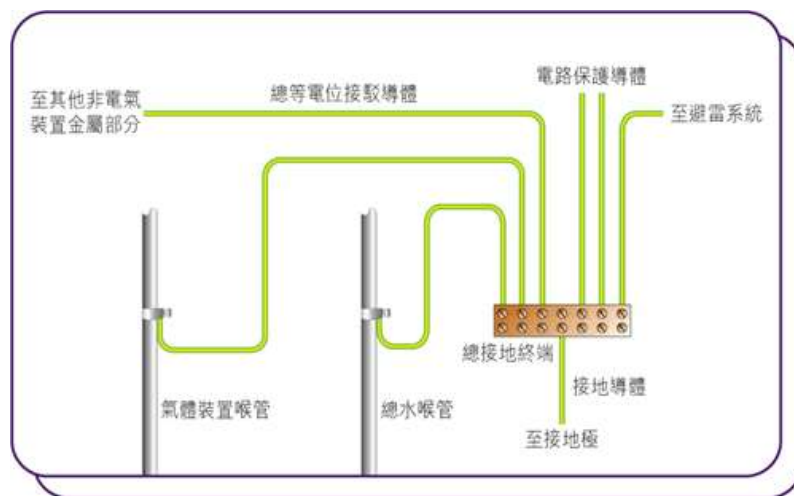 至其他非電氣
裝置金屬部分
總等電位接駁導體
電路保護導體
至避雷系統
總接地終端
接地導體
氣體裝置喉管
總水喉管
至接地極